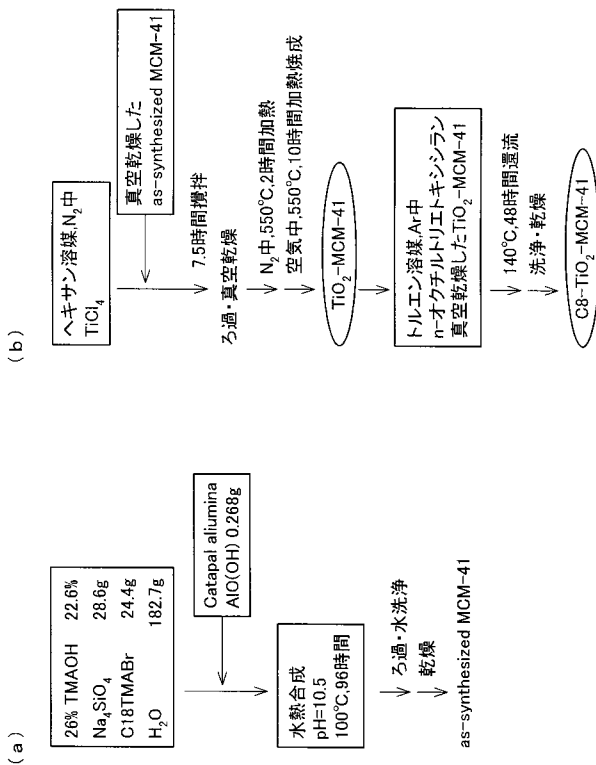 (a)
26% TMAOH 22.6%
Na₄SiO₄ 28.6g
C18TMABr 24.4g
H₂O 182.7g
Catapal aliumina
AlO(OH) 0.268g
水熱合成
pH=10.5
100℃,96時間
ろ過・水洗浄
乾燥
as-synthesized MCM-41
(b)
ヘキサン溶媒,N₂中
TiCl₄
真空乾燥した
as-synthesized MCM-41
7.5時間攪拌
ろ過・真空乾燥
N₂中,550℃,2時間加熱
空気中,550℃,10時間加熱焼成
TiO₂-MCM-41
トルエン溶媒,Ar中
n-オクチルトリエトキシシラン
真空乾燥したTiO₂-MCM-41
140℃,48時間還流
洗浄・乾燥
C8-TiO₂-MCM-41